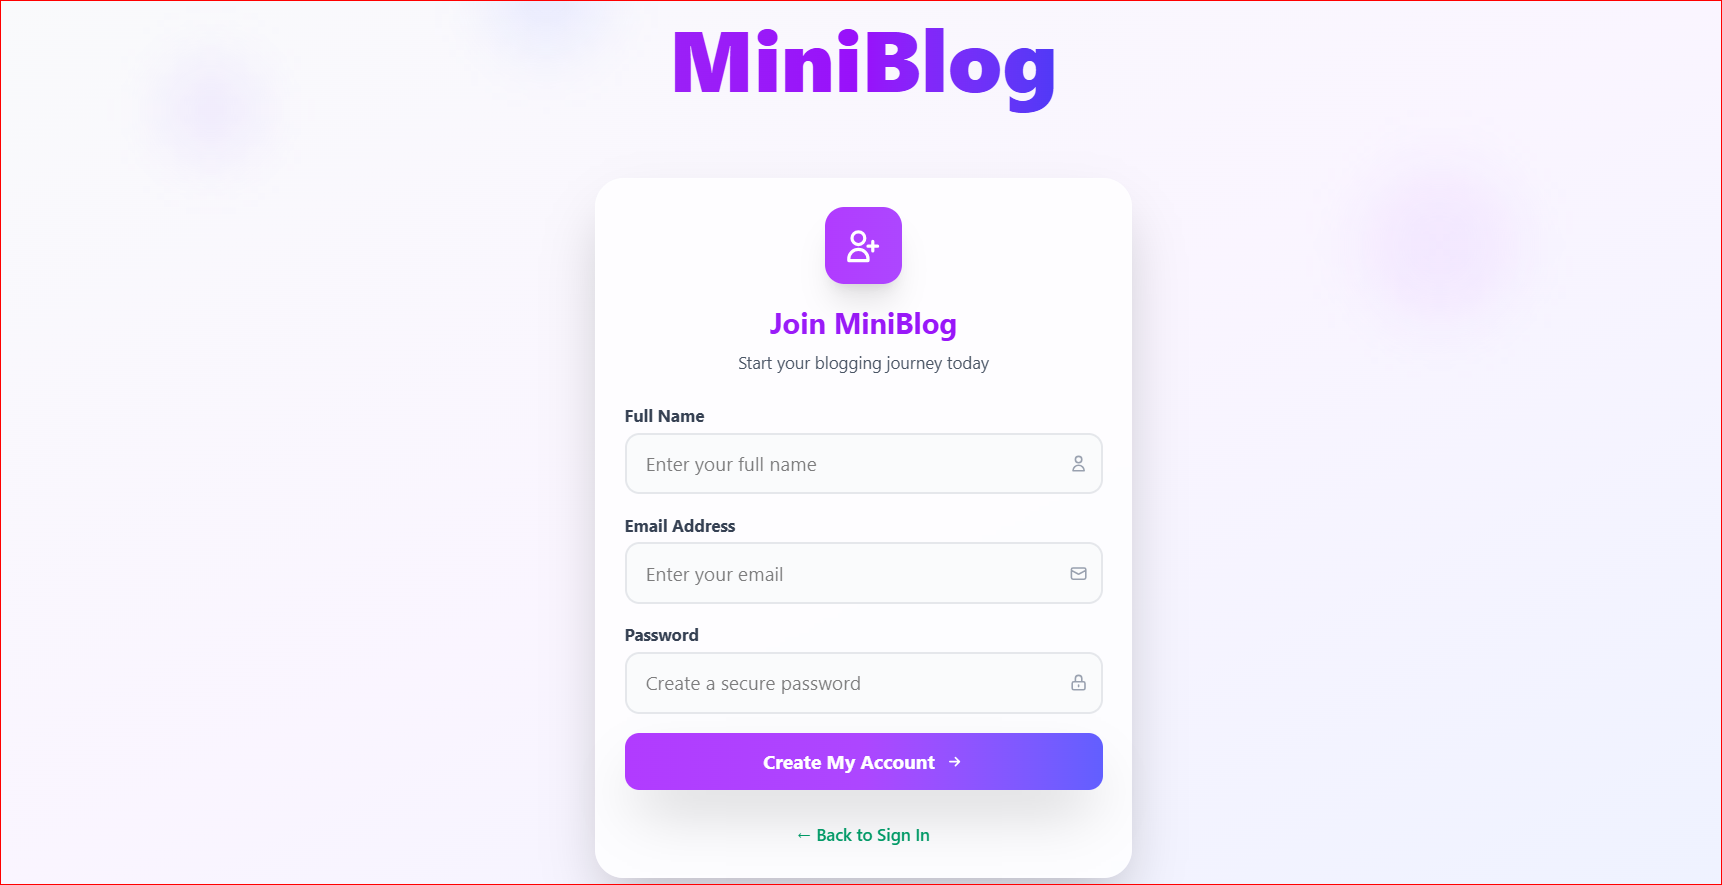 MiniBlog
Join MiniBlog
Start your blogging journey today
Full Name
Enter your full name
Email Address
Enter your email
Password
Create a secure password
Create My Account →
← Back to Sign In